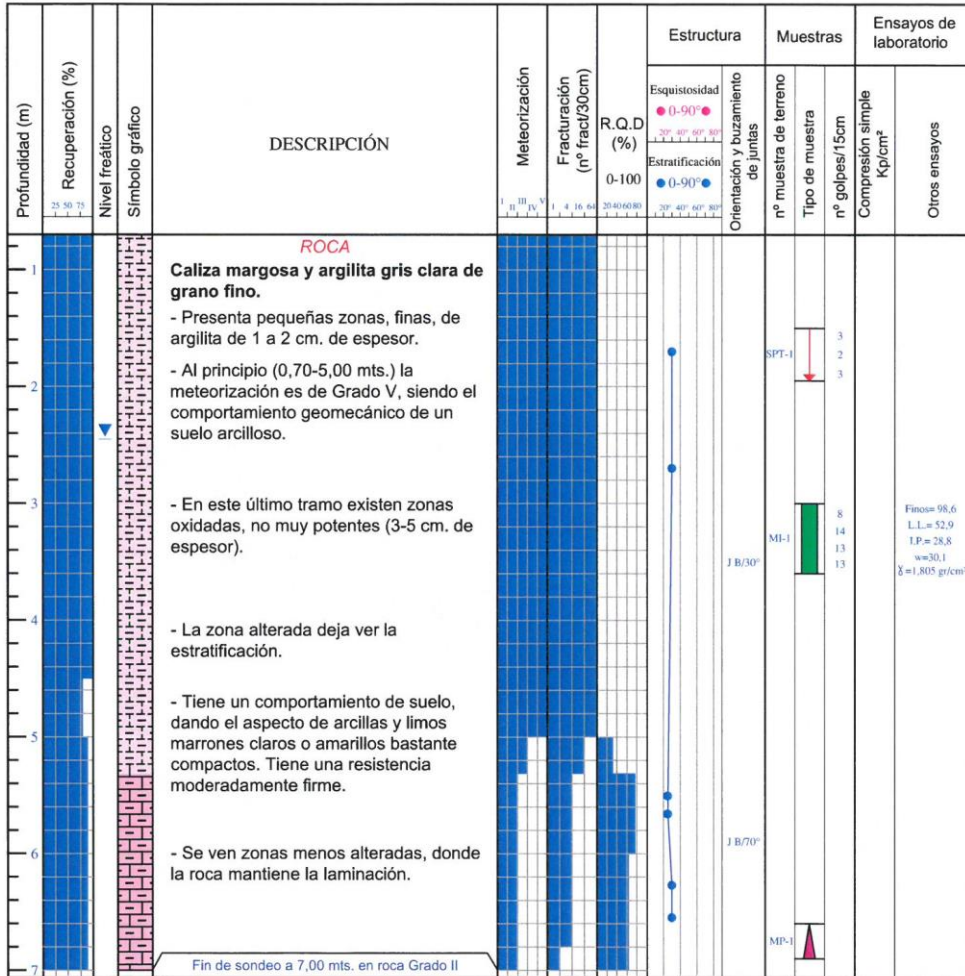 Profundidad (m)
Recuperación (%)
25 50 75
Nivel freático
Símbolo gráfico
DESCRIPCIÓN
Meteorización
I II III IV V
Fracturación
(nº fract/30cm)
1 4 16 64
R.Q.D
(%)
0-100
20 40 60 80
Estructura
Esquistosidad
0-90°
20° 40° 60° 80°
Estratificación
0-90°
20° 40° 60° 80°
Orientación y buzamiento
de juntas
Muestras
nº muestra de terreno
Tipo de muestra
nº golpes/15cm
Ensayos de
laboratorio
Compresión simple
Kp/cm²
Otros ensayos
ROCA
Caliza margosa y argilita gris clara de
grano fino.
- Presenta pequeñas zonas, finas, de
argilita de 1 a 2 cm. de espesor.
- Al principio (0,70-5,00 mts.) la
meteorización es de Grado V, siendo el
comportamiento geomecánico de un
suelo arcilloso.
- En este último tramo existen zonas
oxidadas, no muy potentes (3-5 cm. de
espesor).
- La zona alterada deja ver la
estratificación.
- Tiene un comportamiento de suelo,
dando el aspecto de arcillas y limos
marrones claros o amarillos bastante
compactos. Tiene una resistencia
moderadamente firme.
- Se ven zonas menos alteradas, donde
la roca mantiene la laminación.
Fin de sondeo a 7,00 mts. en roca Grado II
1
2
3
4
5
6
7
J B/30°
J B/70°
SPT-1
3
2
3
MI-1
8
14
13
13
MP-1
Finos= 98,6
L.L.= 52,9
I.P.= 28,8
w=30,1
γ=1,805 gr/cm³